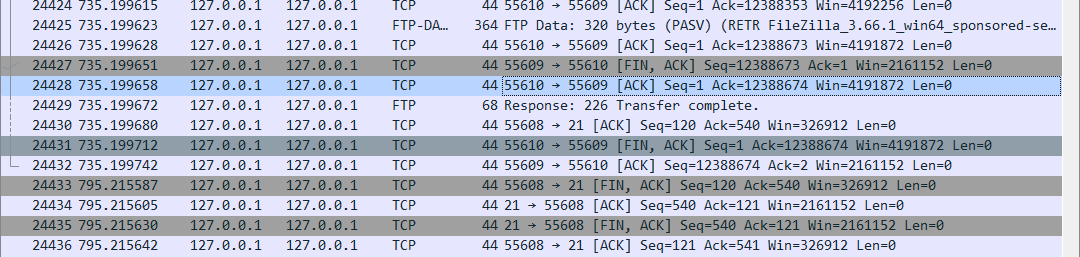 24424 735.199615 127.0.0.1 127.0.0.1 TCP 44 55610 → 55609 [ACK] Seq=1 Ack=12388353 Win=4192256 Len=0
24425 735.199623 127.0.0.1 127.0.0.1 FTP-DA… 364 FTP Data: 320 bytes (PASV) (RETR FileZilla_3.66.1_win64_sponsored-se…
24426 735.199628 127.0.0.1 127.0.0.1 TCP 44 55610 → 55609 [ACK] Seq=1 Ack=12388673 Win=4191872 Len=0
24427 735.199651 127.0.0.1 127.0.0.1 TCP 44 55609 → 55610 [FIN, ACK] Seq=12388673 Ack=1 Win=2161152 Len=0
24428 735.199658 127.0.0.1 127.0.0.1 TCP 44 55610 → 55609 [ACK] Seq=1 Ack=12388674 Win=4191872 Len=0
24429 735.199672 127.0.0.1 127.0.0.1 FTP 68 Response: 226 Transfer complete.
24430 735.199680 127.0.0.1 127.0.0.1 TCP 44 55608 → 21 [ACK] Seq=120 Ack=540 Win=326912 Len=0
24431 735.199712 127.0.0.1 127.0.0.1 TCP 44 55610 → 55609 [FIN, ACK] Seq=1 Ack=12388674 Win=4191872 Len=0
24432 735.199742 127.0.0.1 127.0.0.1 TCP 44 55609 → 55610 [ACK] Seq=12388674 Ack=2 Win=2161152 Len=0
24433 795.215587 127.0.0.1 127.0.0.1 TCP 44 55608 → 21 [FIN, ACK] Seq=120 Ack=540 Win=326912 Len=0
24434 795.215605 127.0.0.1 127.0.0.1 TCP 44 21 → 55608 [ACK] Seq=540 Ack=121 Win=2161152 Len=0
24435 795.215630 127.0.0.1 127.0.0.1 TCP 44 21 → 55608 [FIN, ACK] Seq=540 Ack=121 Win=2161152 Len=0
24436 795.215642 127.0.0.1 127.0.0.1 TCP 44 55608 → 21 [ACK] Seq=121 Ack=541 Win=326912 Len=0